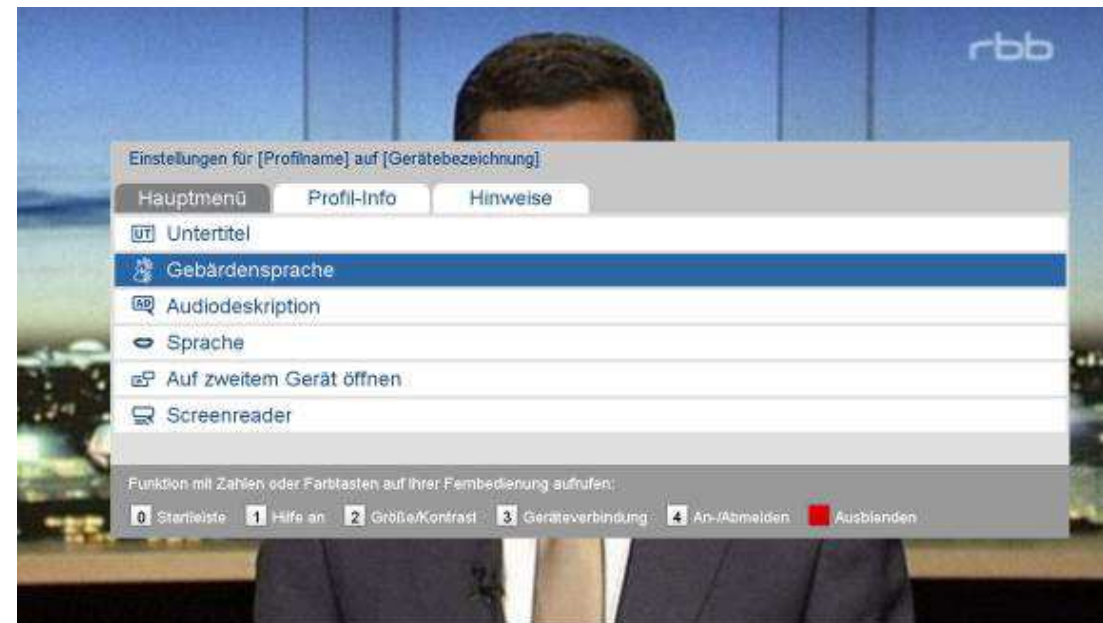 rbb
Einstellungen für [Profilname] auf [Gerätebezeichnung]
Hauptmenü Profil-Info Hinweise
UT Untertitel
Gebärdensprache
AD Audiodeskription
Sprache
Auf zweitem Gerät öffnen
Screenreader
Funktion mit Zahlen oder Farbtasten auf Ihrer Fernbedienung aufrufen:
0 Startleiste 1 Hilfe an 2 Größe/Kontrast 3 Geräteverbindung 4 An-/Abmelden Ausblenden